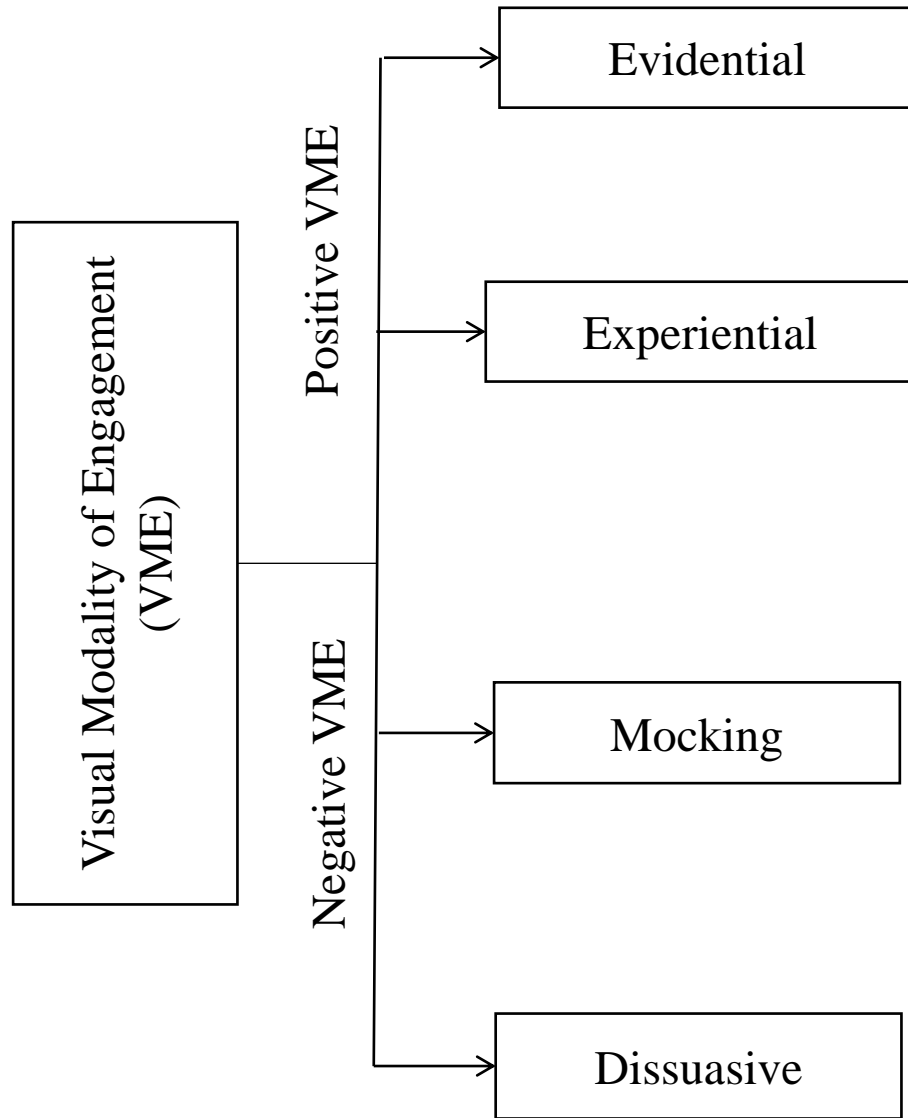 Visual Modality of Engagement
(VME)
Positive VME
Negative VME
Evidential
Experiential
Mocking
Dissuasive